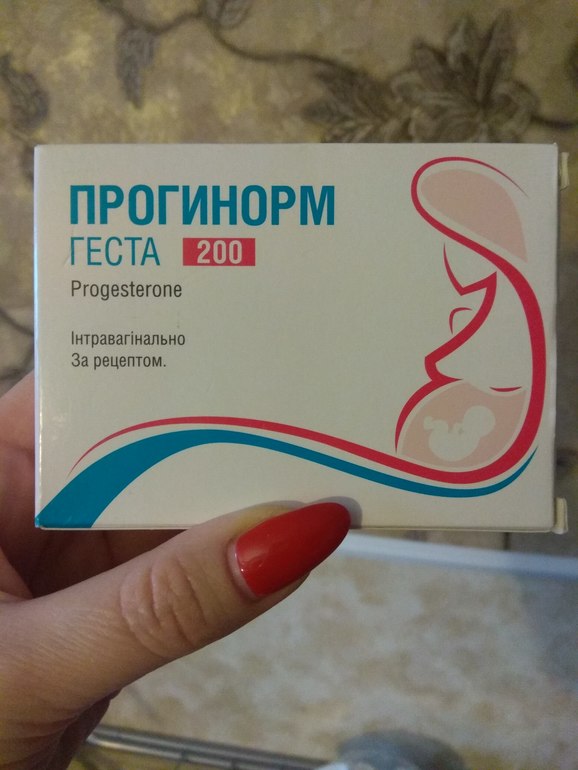 ПРОГИНОРМ
ГЕСТА 200
Progesterone
Інтравагінально
За рецептом.